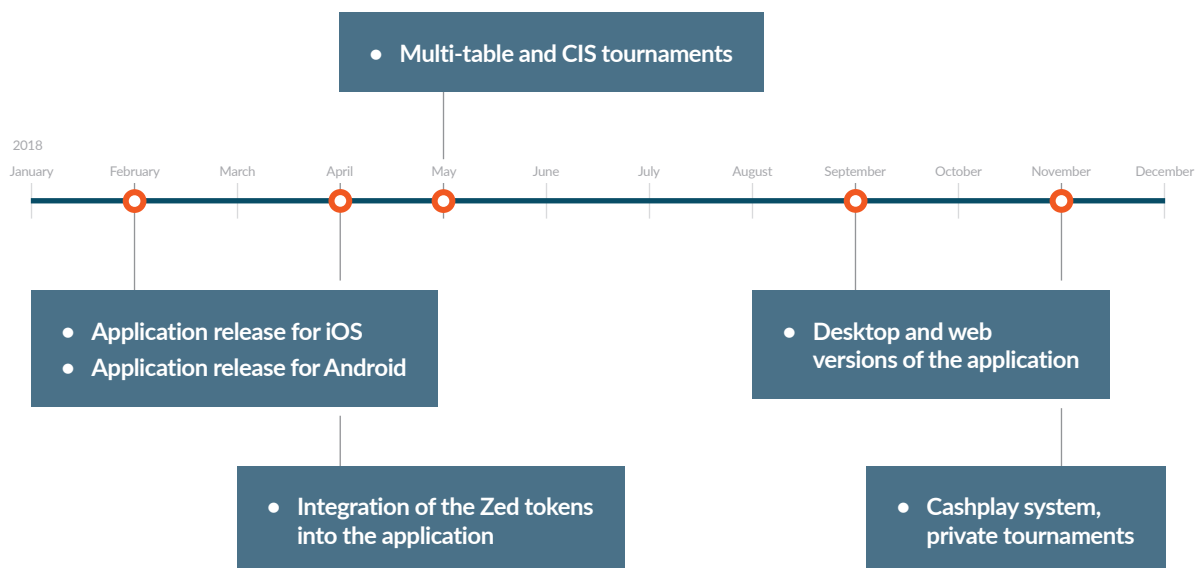 ● Multi-table and CIS tournaments
2018
January February March April May June July August September October November December
● Application release for iOS
● Application release for Android
● Desktop and web
versions of the application
● Integration of the Zed tokens
into the application
● Cashplay system,
private tournaments